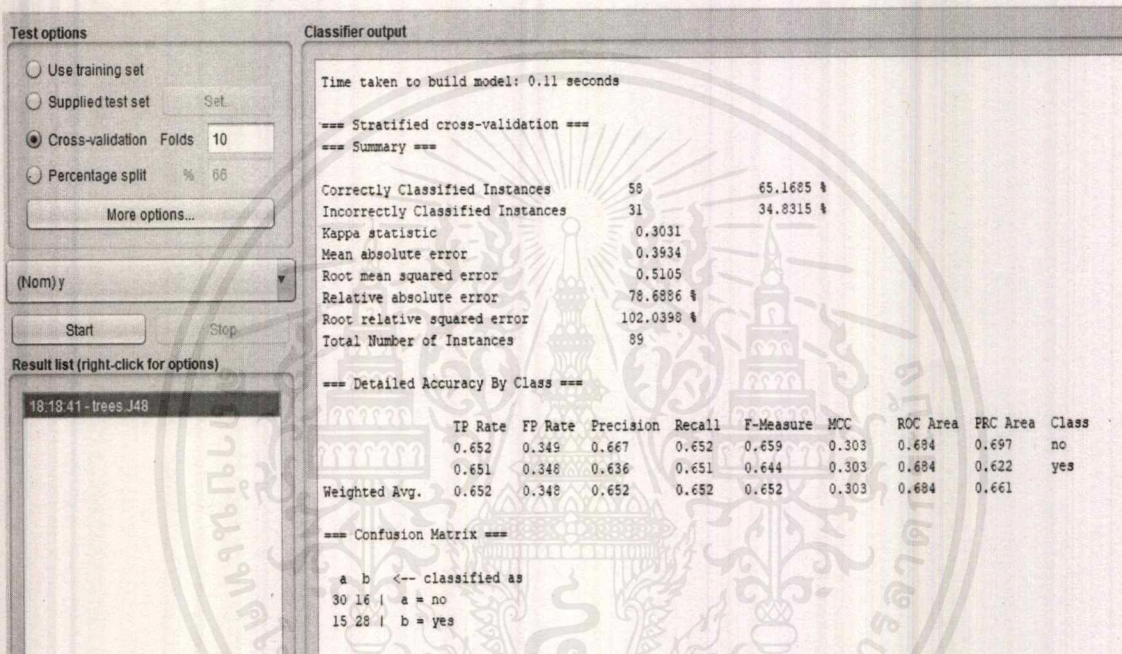 Test options
Use training set
Supplied test set Set...
Cross-validation Folds 10
Percentage split % 66
More options...
(Nom) y
Start Stop
Result list (right-click for options)
18:18:41 - trees.J48
Classifier output
Time taken to build model: 0.11 seconds
=== Stratified cross-validation ===
=== Summary ===
Correctly Classified Instances 58 65.1685 %
Incorrectly Classified Instances 31 34.8315 %
Kappa statistic 0.3031
Mean absolute error 0.3934
Root mean squared error 0.5105
Relative absolute error 78.6886 %
Root relative squared error 102.0398 %
Total Number of Instances 89
=== Detailed Accuracy By Class ===
TP Rate FP Rate Precision Recall F-Measure MCC ROC Area PRC Area Class
0.652 0.349 0.667 0.652 0.659 0.303 0.684 0.697 no
0.651 0.348 0.636 0.651 0.644 0.303 0.684 0.622 yes
Weighted Avg. 0.652 0.348 0.652 0.652 0.652 0.303 0.684 0.661
=== Confusion Matrix ===
a b <-- classified as
30 16 | a = no
15 28 | b = yes